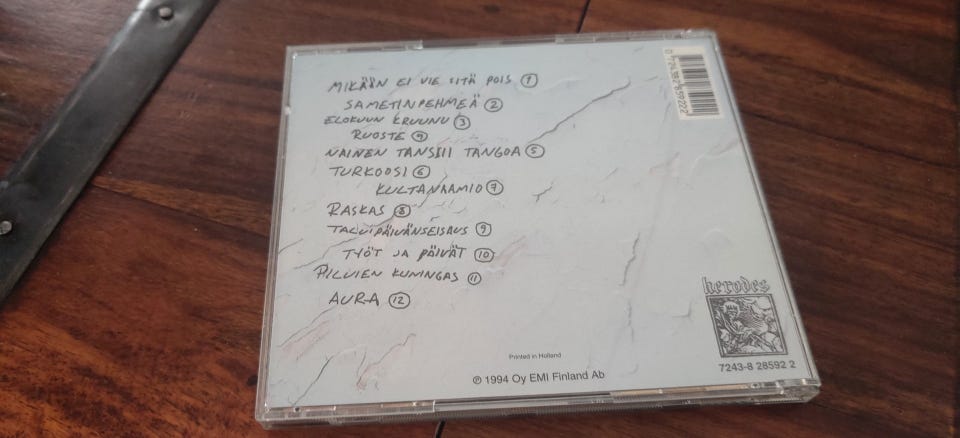 MIKÄÄN EI VIE SITÄ POIS 1
SAMETINPEHMEÄ 2
ELOKUUN KRUUNU 3
RUOSTE 4
NAINEN TANSSII TANGOA 5
TURKOOSI 6
KULTANAAMIO 7
RASKAS 8
TALVIPÄIVÄNSEISAUS 9
TYÖT JA PÄIVÄT 10
PILVIEN KUNINGAS 11
AURA 12
herodes
7243-8 28592 2
Printed in Holland
℗ 1994 Oy EMI Finland Ab